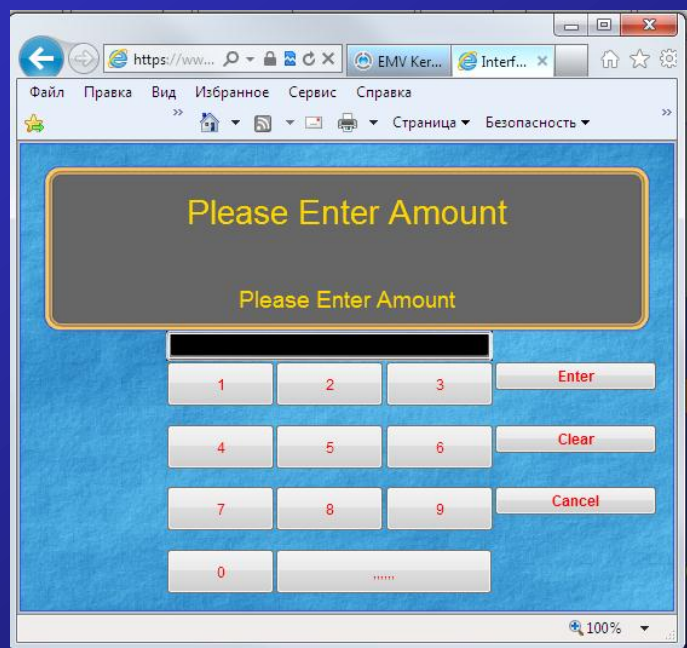 https://ww...
EMV Ker...
Interf...
Файл Правка Вид Избранное Сервис Справка
» Страница Безопасность »
Please Enter Amount
Please Enter Amount
1 2 3 Enter
4 5 6 Clear
7 8 9 Cancel
0 ,,,,,,
100%